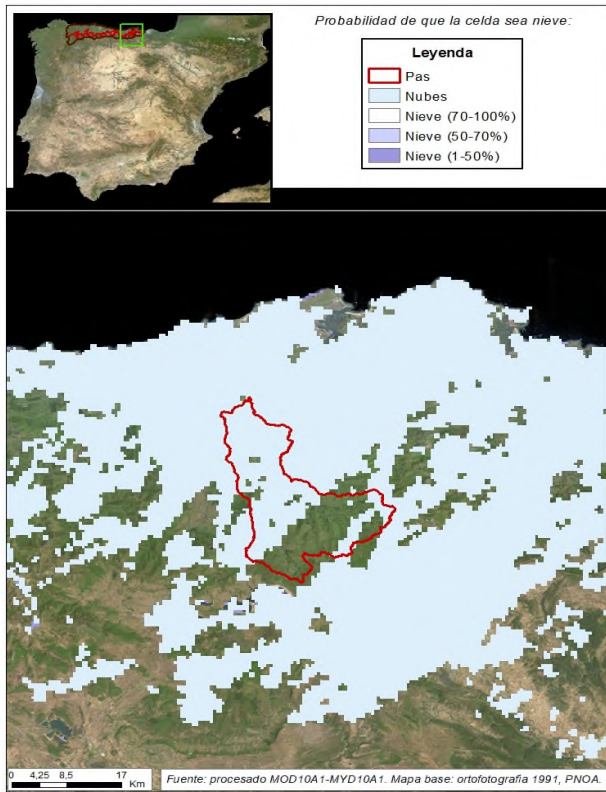 Probabilidad de que la celda sea nieve:
Leyenda
Pas
Nubes
Nieve (70-100%)
Nieve (50-70%)
Nieve (1-50%)
0 4,25 8,5 17
Km
Fuente: procesado MOD10A1-MYD10A1. Mapa base: ortofotografia 1991, PNOA.